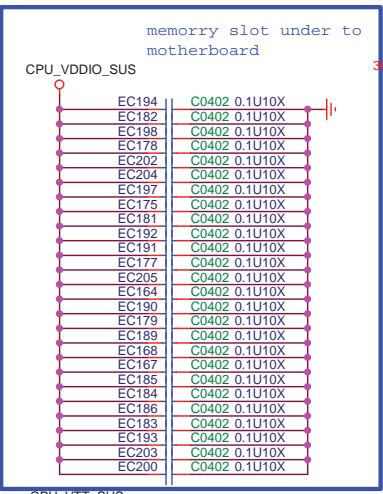 memorry slot under to
motherboard
CPU_VDDIO_SUS
3
EC194 C0402 0.1U10X
EC182 C0402 0.1U10X
EC198 C0402 0.1U10X
EC178 C0402 0.1U10X
EC202 C0402 0.1U10X
EC204 C0402 0.1U10X
EC197 C0402 0.1U10X
EC175 C0402 0.1U10X
EC181 C0402 0.1U10X
EC192 C0402 0.1U10X
EC191 C0402 0.1U10X
EC177 C0402 0.1U10X
EC205 C0402 0.1U10X
EC164 C0402 0.1U10X
EC190 C0402 0.1U10X
EC179 C0402 0.1U10X
EC189 C0402 0.1U10X
EC168 C0402 0.1U10X
EC167 C0402 0.1U10X
EC185 C0402 0.1U10X
EC184 C0402 0.1U10X
EC186 C0402 0.1U10X
EC183 C0402 0.1U10X
EC193 C0402 0.1U10X
EC203 C0402 0.1U10X
EC200 C0402 0.1U10X
CPU_VTT_SUS